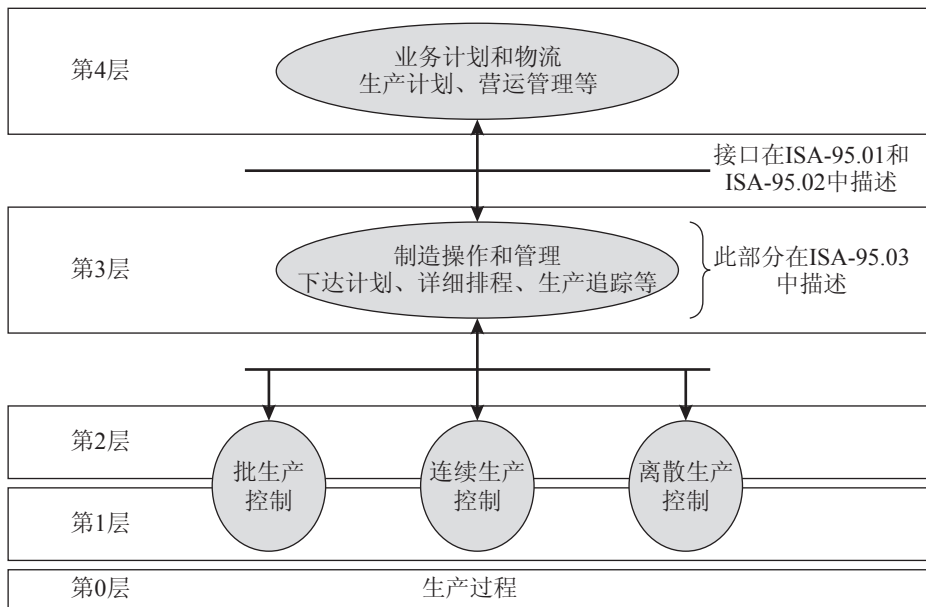 第4层
业务计划和物流
生产计划、营运管理等
接口在ISA-95.01和
ISA-95.02中描述
第3层
制造操作和管理
下达计划、详细排程、生产追踪等
此部分在ISA-95.03
中描述
第2层
批生产
控制
连续生产
控制
离散生产
控制
第1层
第0层
生产过程